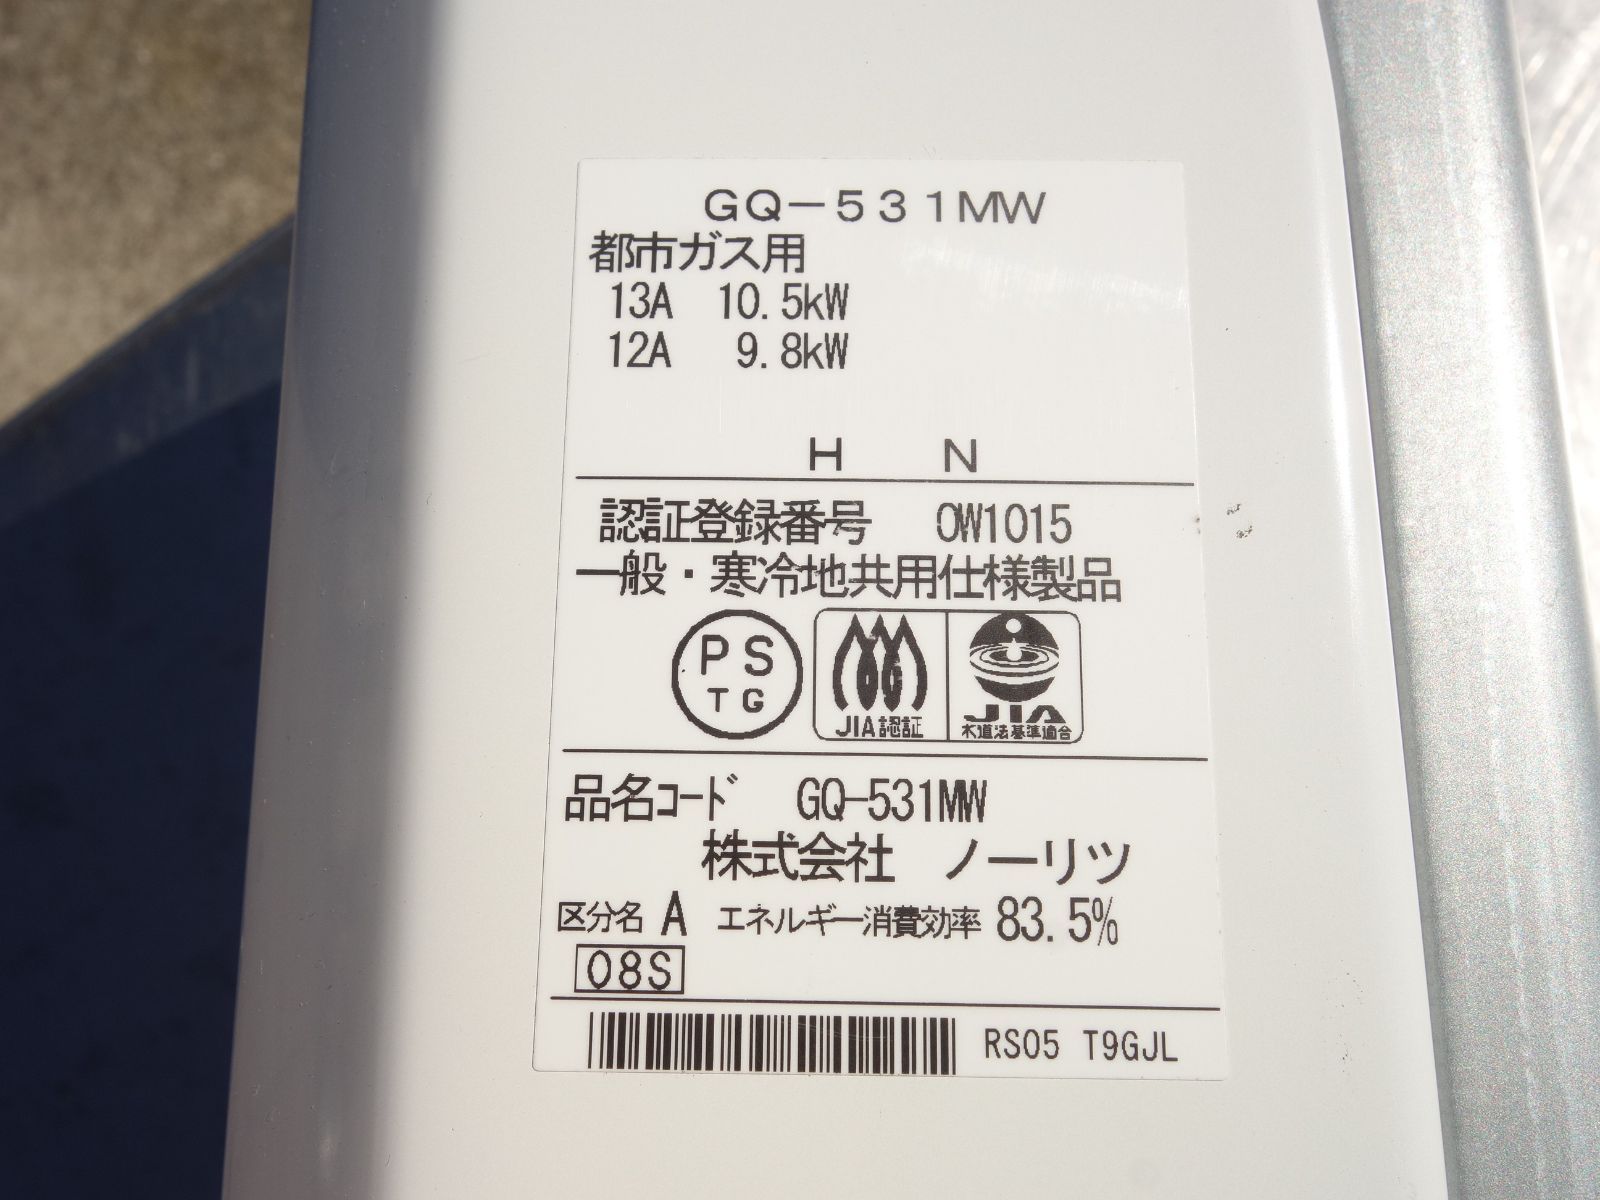 GQ-531MW
都市ガス用
13A 10.5kW
12A 9.8kW
H N
認証登録番号 OW1015
一般・寒冷地共用仕様製品
PS
TG
JIA認証
JIA
水道法基準適合
品名コード GQ-531MW
株式会社 ノーリツ
区分名 A エネルギー消費効率 83.5%
08S
RS05 T9GJL